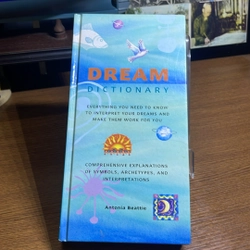 DREAM
DICTIONARY
EVERYTHING YOU NEED TO KNOW
TO INTERPRET YOUR DREAMS AND
MAKE THEM WORK FOR YOU
COMPREHENSIVE EXPLANATIONS
OF SYMBOLS, ARCHETYPES, AND
INTERPRETATIONS
Antonia Beattie